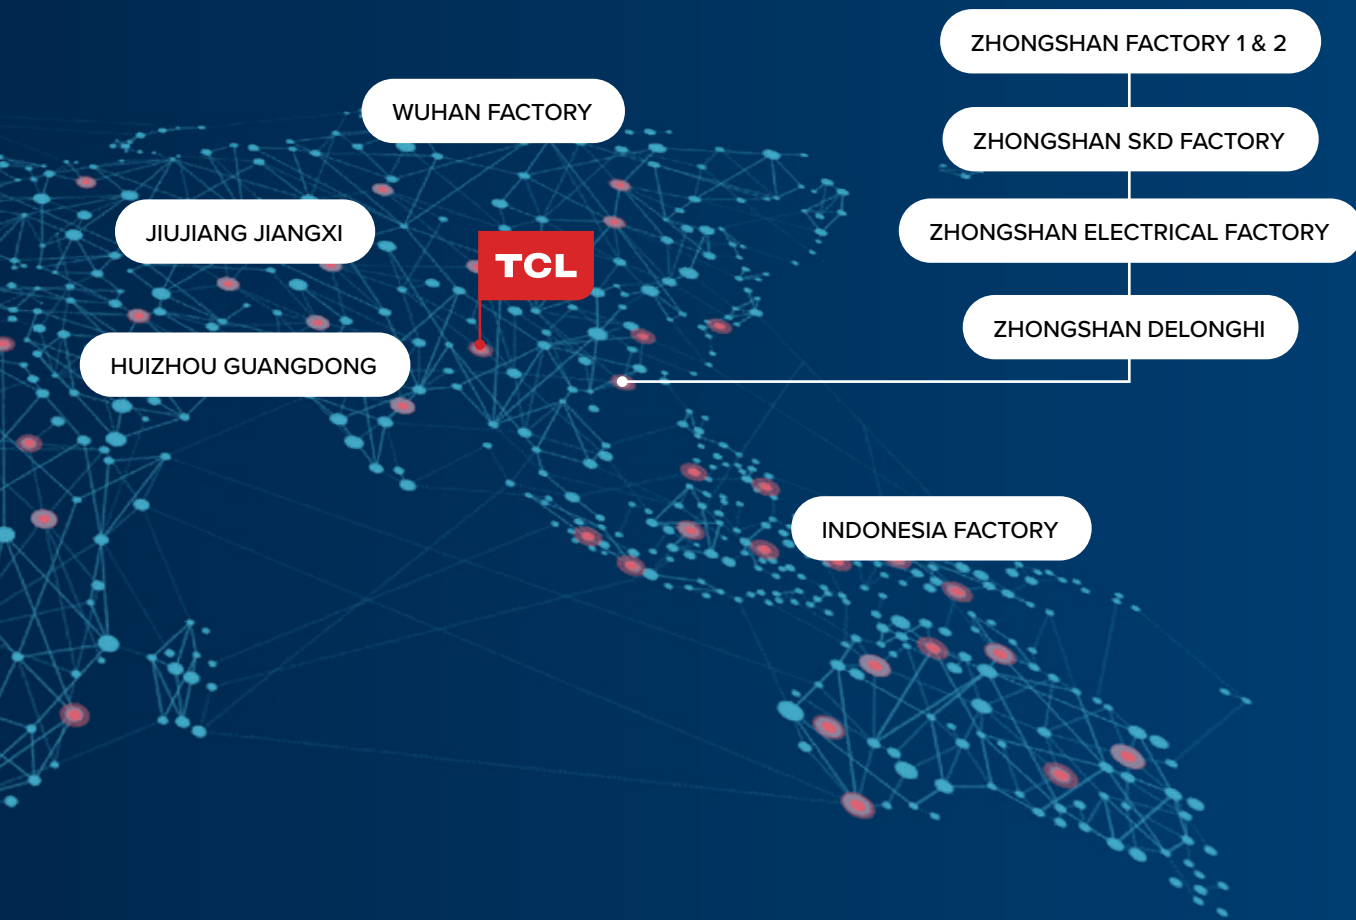 ZHONGSHAN FACTORY 1 & 2
WUHAN FACTORY
ZHONGSHAN SKD FACTORY
JIUJIANG JIANGXI
ZHONGSHAN ELECTRICAL FACTORY
TCL
ZHONGSHAN DELONGHI
HUIZHOU GUANGDONG
INDONESIA FACTORY